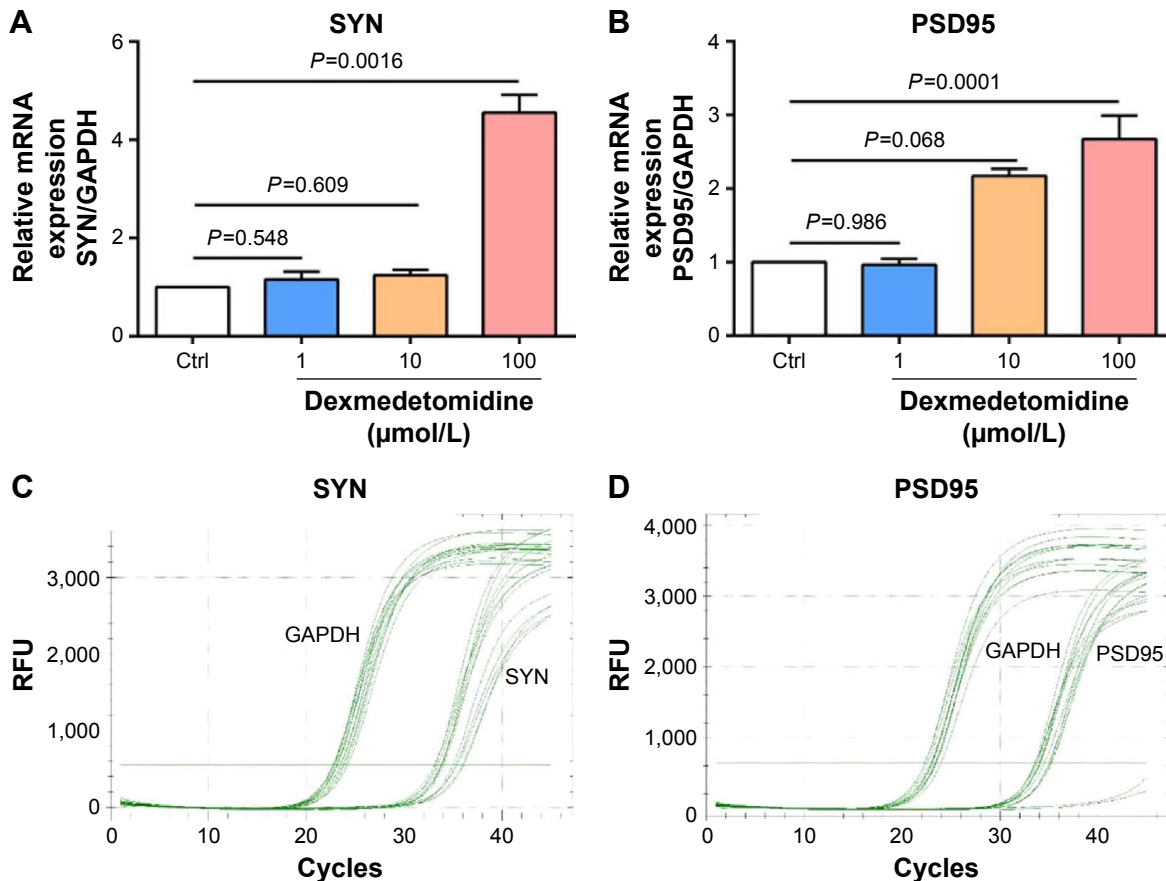 A
SYN
Relative mRNA
expression
SYN/GAPDH
6
4
2
0
P=0.0016
P=0.609
P=0.548
Ctrl
1
10
100
Dexmedetomidine
(µmol/L)
B
PSD95
Relative mRNA
expression
PSD95/GAPDH
4
3
2
1
0
P=0.0001
P=0.068
P=0.986
Ctrl
1
10
100
Dexmedetomidine
(µmol/L)
C
SYN
RFU
3,000
2,000
1,000
0
GAPDH
SYN
0
10
20
30
40
Cycles
D
PSD95
RFU
4,000
3,000
2,000
1,000
0
GAPDH
PSD95
0
10
20
30
40
Cycles